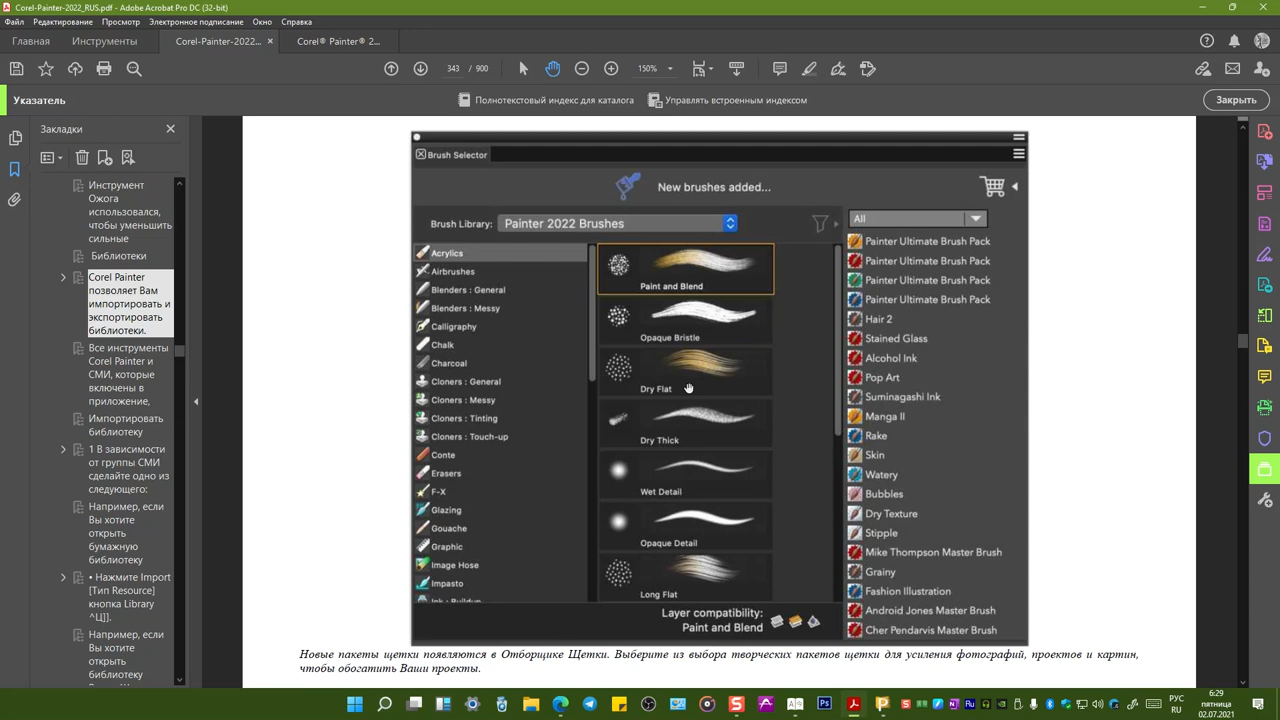 Corel-Painter-2022_RUS.pdf - Adobe Acrobat Pro DC (32-bit)
Файл Редактирование Просмотр Электронное подписание Окно Справка
Главная Инструменты Corel-Painter-2022... Corel® Painter® 2...
343 / 900 150%
Указатель Полнотекстовый индекс для каталога Управлять встроенным индексом Закрыть
Закладки
Инструмент
Ожога
использовался,
чтобы уменьшить
сильные
Библиотеки
Corel Painter
позволяет Вам
импортировать и
экспортировать
библиотеки.
Все инструменты
Corel Painter и
СМИ, которые
включены в
приложение,
Импортировать
библиотеку
1 В зависимости
от группы СМИ
сделайте одно из
следующего:
Например, если
Вы хотите
открыть
бумажную
библиотеку
• Нажмите Import
[Тип Resource]
кнопка Library
^Ц]].
Например, если
Вы хотите
открыть
библиотеку
Brush Selector
New brushes added...
Brush Library: Painter 2022 Brushes
All
Acrylics
Airbrushes
Blenders : General
Blenders : Messy
Calligraphy
Chalk
Charcoal
Cloners : General
Cloners : Messy
Cloners : Tinting
Cloners : Touch-up
Conte
Erasers
F-X
Glazing
Gouache
Graphic
Image Hose
Impasto
Ink : Buildup
Paint and Blend
Opaque Bristle
Dry Flat
Dry Thick
Wet Detail
Opaque Detail
Long Flat
Layer compatibility:
Paint and Blend
Painter Ultimate Brush Pack
Painter Ultimate Brush Pack
Painter Ultimate Brush Pack
Painter Ultimate Brush Pack
Hair 2
Stained Glass
Alcohol Ink
Pop Art
Suminagashi Ink
Manga II
Rake
Skin
Watery
Bubbles
Dry Texture
Stipple
Mike Thompson Master Brush
Grainy
Fashion Illustration
Android Jones Master Brush
Cher Pendarvis Master Brush
Новые пакеты щетки появляются в Отборщике Щетки. Выберите из выбора творческих пакетов щетки для усиления фотографий, проектов и картин,
чтобы обогатить Ваши проекты.
РУС
RU
6:29
пятница
02.07.2021